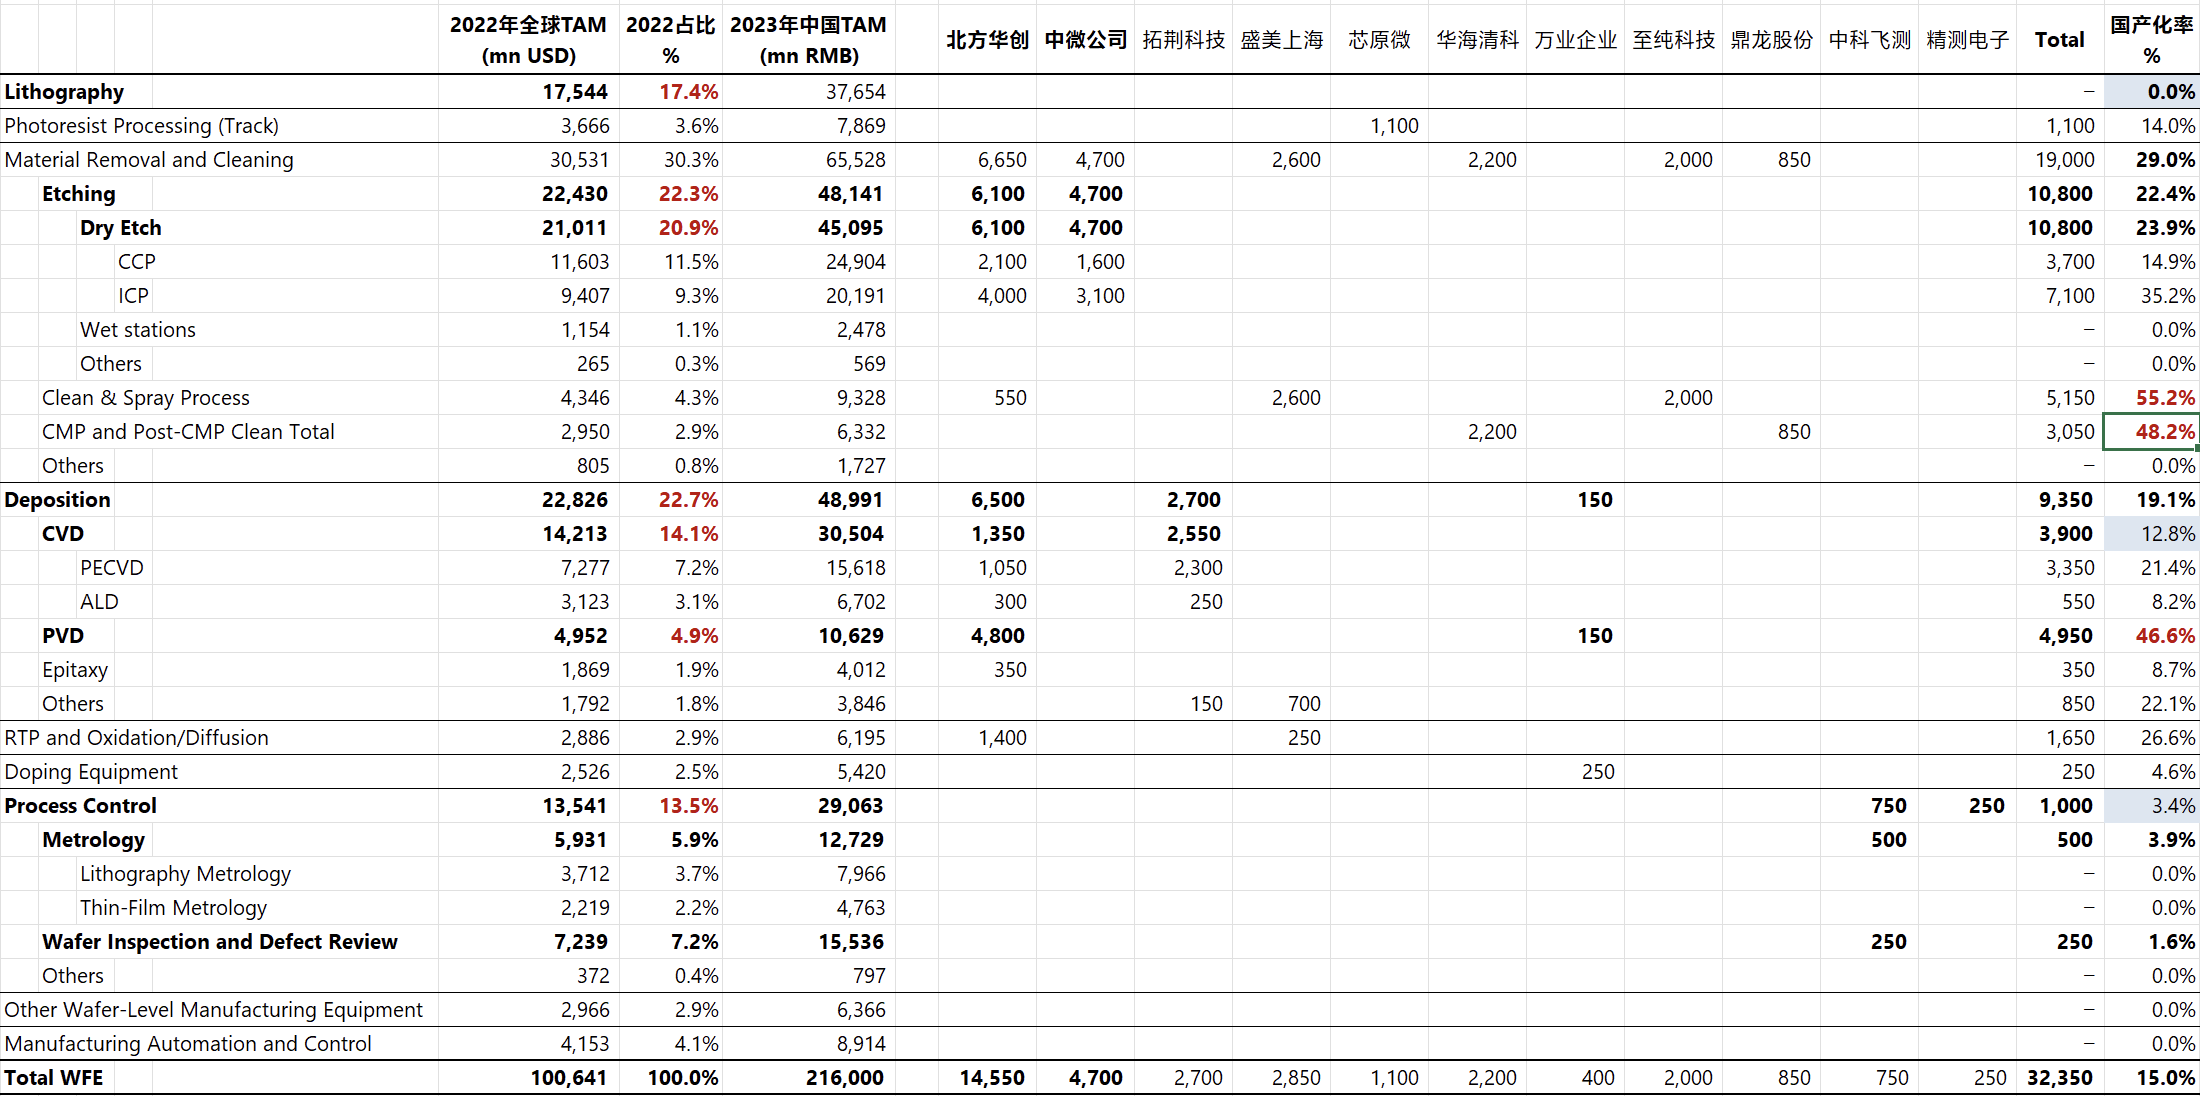 2022年全球TAM (mn USD) 2022占比 % 2023年中国TAM (mn RMB) 北方华创 中微公司 拓荆科技 盛美上海 芯原微 华海清科 万业企业 至纯科技 鼎龙股份 中科飞测 精测电子 Total 国产化率 %
Lithography 17,544 17.4% 37,654 – 0.0%
Photoresist Processing (Track) 3,666 3.6% 7,869 1,100 1,100 14.0%
Material Removal and Cleaning 30,531 30.3% 65,528 6,650 4,700 2,600 2,200 2,000 850 19,000 29.0%
Etching 22,430 22.3% 48,141 6,100 4,700 10,800 22.4%
Dry Etch 21,011 20.9% 45,095 6,100 4,700 10,800 23.9%
CCP 11,603 11.5% 24,904 2,100 1,600 3,700 14.9%
ICP 9,407 9.3% 20,191 4,000 3,100 7,100 35.2%
Wet stations 1,154 1.1% 2,478 – 0.0%
Others 265 0.3% 569 – 0.0%
Clean & Spray Process 4,346 4.3% 9,328 550 2,600 2,000 5,150 55.2%
CMP and Post-CMP Clean Total 2,950 2.9% 6,332 2,200 850 3,050 48.2%
Others 805 0.8% 1,727 – 0.0%
Deposition 22,826 22.7% 48,991 6,500 2,700 150 9,350 19.1%
CVD 14,213 14.1% 30,504 1,350 2,550 3,900 12.8%
PECVD 7,277 7.2% 15,618 1,050 2,300 3,350 21.4%
ALD 3,123 3.1% 6,702 300 250 550 8.2%
PVD 4,952 4.9% 10,629 4,800 150 4,950 46.6%
Epitaxy 1,869 1.9% 4,012 350 350 8.7%
Others 1,792 1.8% 3,846 150 700 850 22.1%
RTP and Oxidation/Diffusion 2,886 2.9% 6,195 1,400 250 1,650 26.6%
Doping Equipment 2,526 2.5% 5,420 250 250 4.6%
Process Control 13,541 13.5% 29,063 750 250 1,000 3.4%
Metrology 5,931 5.9% 12,729 500 500 3.9%
Lithography Metrology 3,712 3.7% 7,966 – 0.0%
Thin-Film Metrology 2,219 2.2% 4,763 – 0.0%
Wafer Inspection and Defect Review 7,239 7.2% 15,536 250 250 1.6%
Others 372 0.4% 797 – 0.0%
Other Wafer-Level Manufacturing Equipment 2,966 2.9% 6,366 – 0.0%
Manufacturing Automation and Control 4,153 4.1% 8,914 – 0.0%
Total WFE 100,641 100.0% 216,000 14,550 4,700 2,700 2,850 1,100 2,200 400 2,000 850 750 250 32,350 15.0%